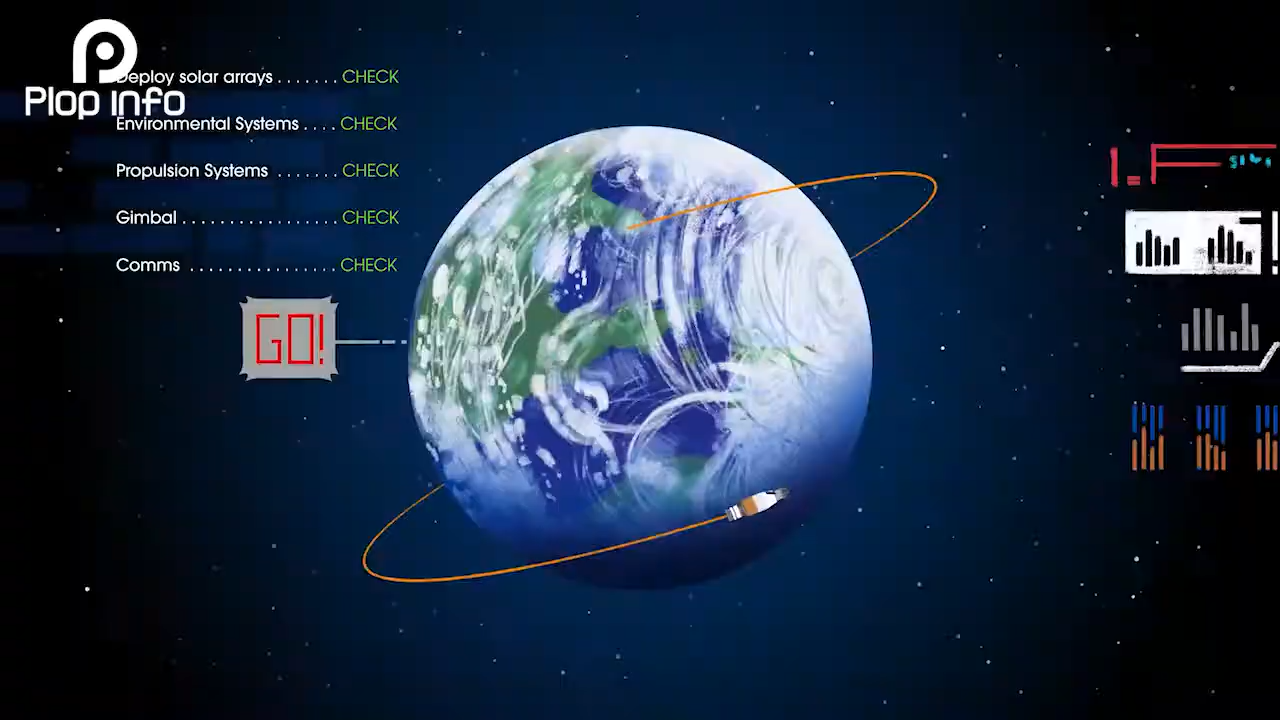 Plop info
Deploy solar arrays . . . . . . . CHECK
Environmental Systems . . . . CHECK
Propulsion Systems . . . . . . . CHECK
Gimbal . . . . . . . . . . . . . . . . . CHECK
Comms . . . . . . . . . . . . . . . . CHECK
GO!